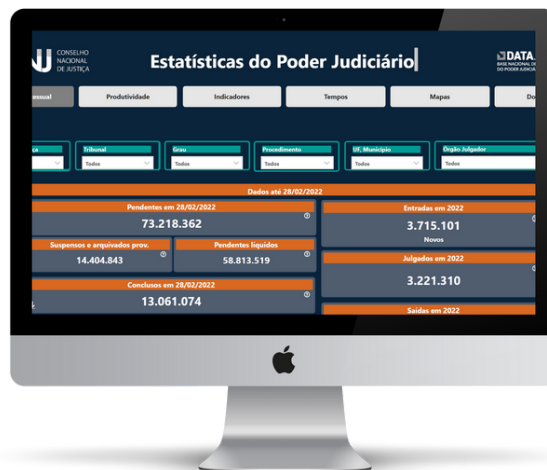 CONSELHO
NACIONAL
DE JUSTIÇA
Estatísticas do Poder Judiciário
DATA
BASE NACIONAL DE
DO PODER JUDICIÁ
Produtividade
Indicadores
Tampos
Mapas
Do
Tribunal
Grau
Procedimento
UF, Município
Órgão Julgador
Todos
Todos
Todos
Todos
Todos
Dados até 28/02/2022
Pendentes em 28/02/2022
73.218.362
Entradas em 2022
3.715.101
Novos
Suspensos e arquivados prov.
14.404.843
Pendentes líquidos
58.813.519
Julgados em 2022
3.221.310
Conclusos em 28/02/2022
13.061.074
Saídas em 2022